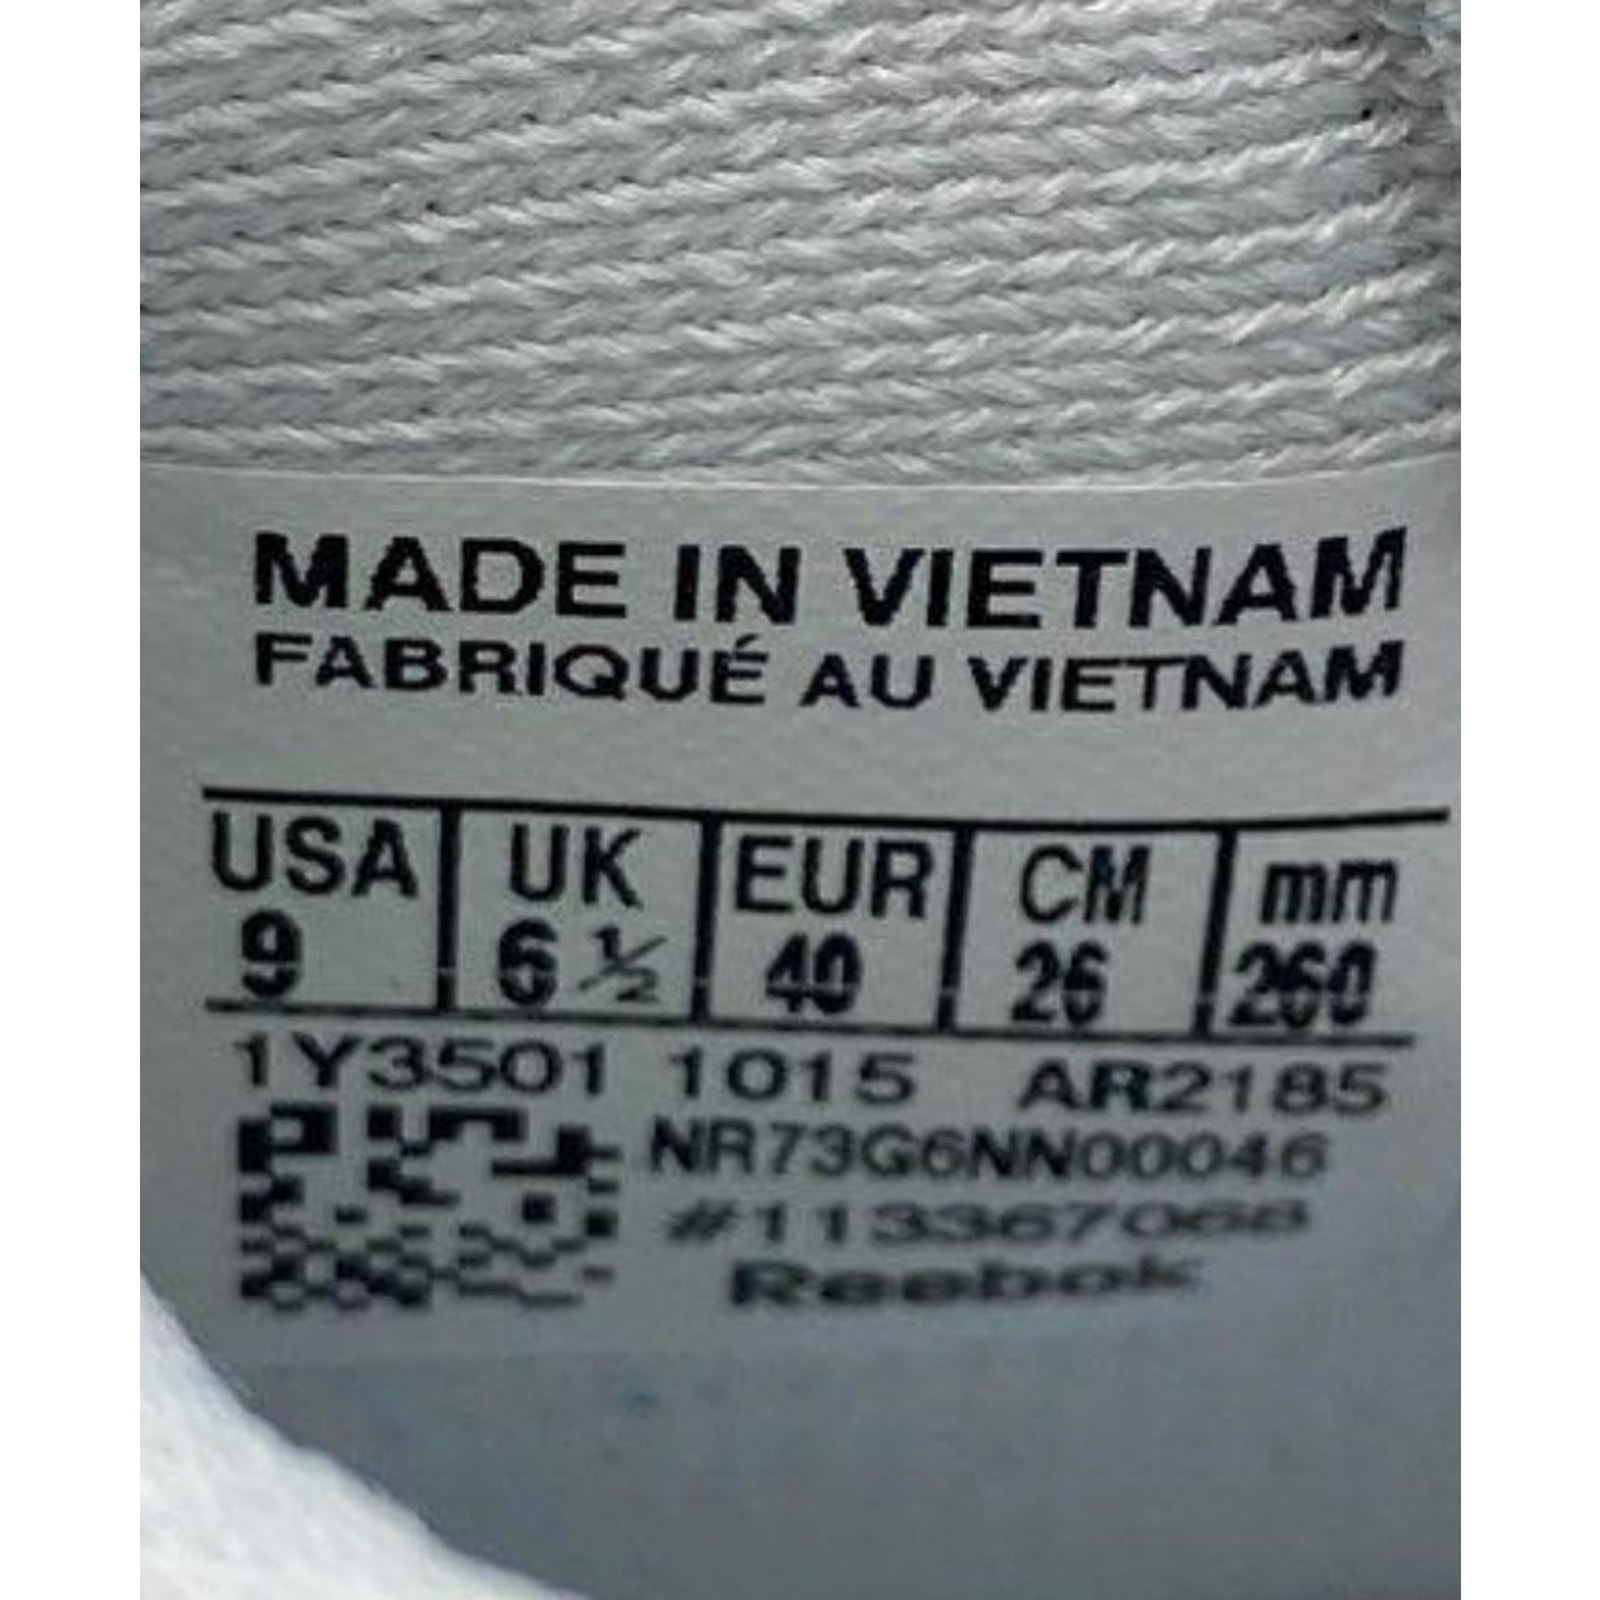 MADE IN VIETNAM
FABRIQUÉ AU VIETNAM
USA UK EUR CM mm
9 6 ½ 40 26 260
1Y3501 1015 AR2185
NR73G6NN00046
#113367068
Reebok